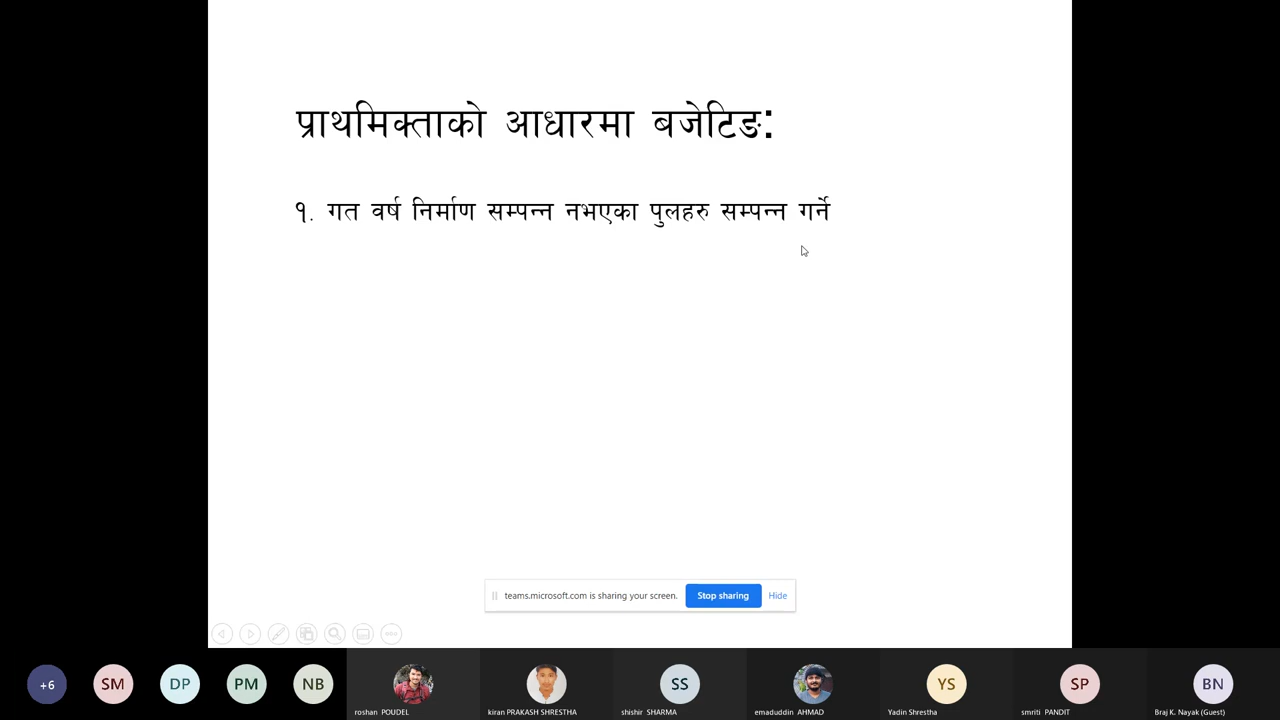 प्राथमिक्ताको आधारमा बजेटिङ:
१. गत वर्ष निर्माण सम्पन्न नभएका पुलहरु सम्पन्न गर्ने
teams.microsoft.com is sharing your screen. Stop sharing Hide
+6 SM DP PM NB SS YS SP BN
roshan POUDEL kiran PRAKASH SHRESTHA shishir SHARMA emaduddin AHMAD Yadin Shrestha smriti PANDIT Braj K. Nayak (Guest)